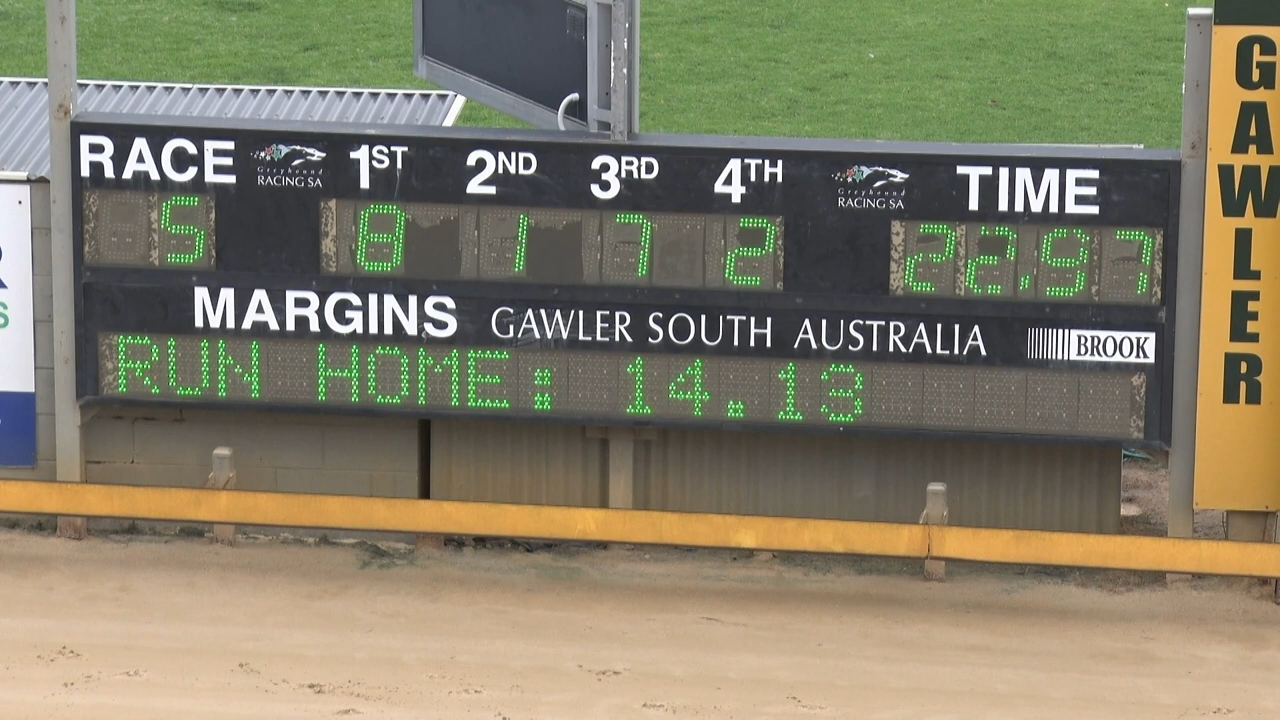 RACE Greyhound RACING SA 1ST 2ND 3RD 4TH Greyhound RACING SA TIME
5 8 1 7 2 22.97
MARGINS GAWLER SOUTH AUSTRALIA BROOK
RUN HOME: 14.13
GAWLER